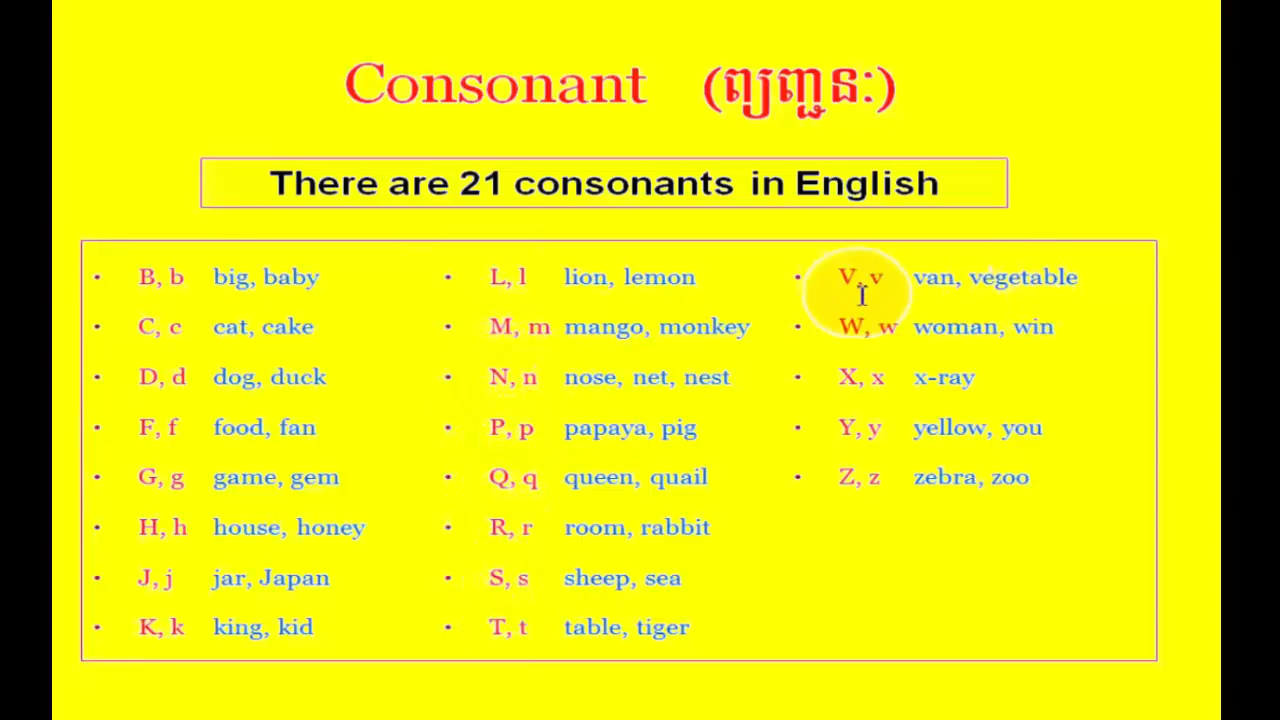 Consonant (ព្យញ្ជនៈ)
There are 21 consonants in English
• B, b big, baby
• C, c cat, cake
• D, d dog, duck
• F, f food, fan
• G, g game, gem
• H, h house, honey
• J, j jar, Japan
• K, k king, kid
• L, l lion, lemon
• M, m mango, monkey
• N, n nose, net, nest
• P, p papaya, pig
• Q, q queen, quail
• R, r room, rabbit
• S, s sheep, sea
• T, t table, tiger
• V, v van, vegetable
• W, w woman, win
• X, x x-ray
• Y, y yellow, you
• Z, z zebra, zoo